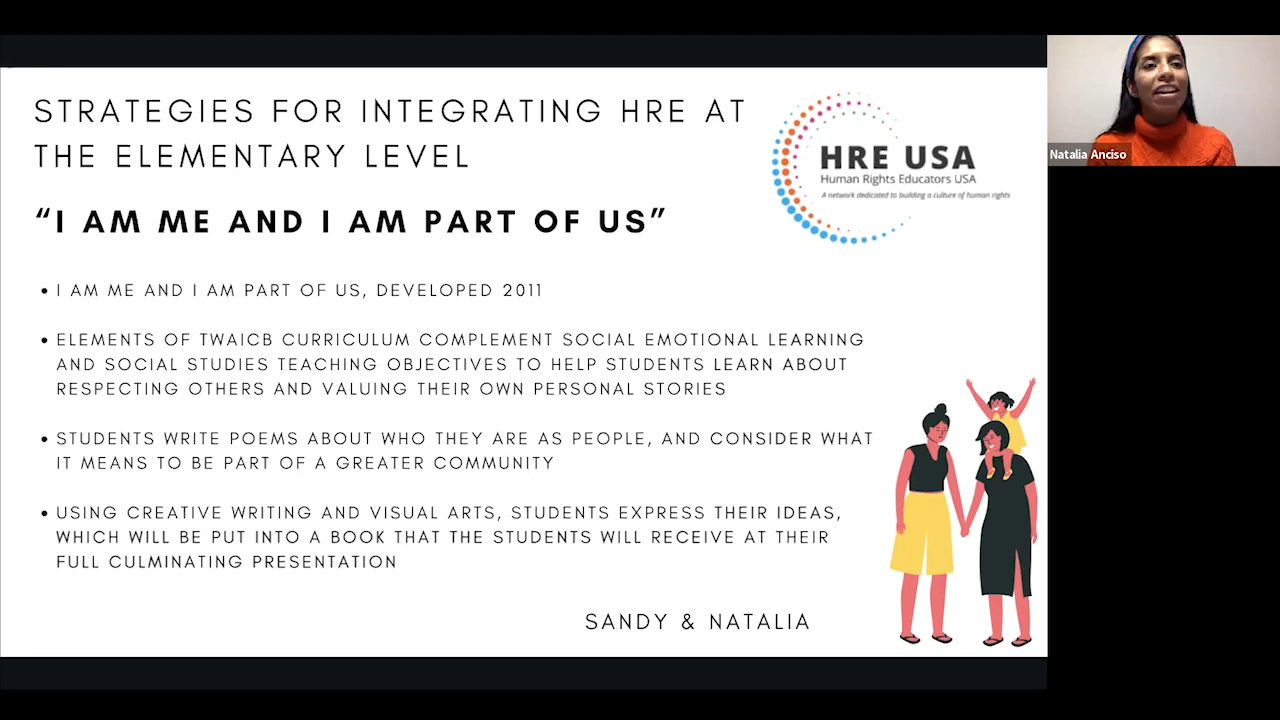 STRATEGIES FOR INTEGRATING HRE AT
THE ELEMENTARY LEVEL
“I AM ME AND I AM PART OF US”
HRE USA
Human Rights Educators USA
A network dedicated to building a culture of human rights
Natalia Anciso
• I AM ME AND I AM PART OF US, DEVELOPED 2011
• ELEMENTS OF TWAICB CURRICULUM COMPLEMENT SOCIAL EMOTIONAL LEARNING
AND SOCIAL STUDIES TEACHING OBJECTIVES TO HELP STUDENTS LEARN ABOUT
RESPECTING OTHERS AND VALUING THEIR OWN PERSONAL STORIES
• STUDENTS WRITE POEMS ABOUT WHO THEY ARE AS PEOPLE, AND CONSIDER WHAT
IT MEANS TO BE PART OF A GREATER COMMUNITY
• USING CREATIVE WRITING AND VISUAL ARTS, STUDENTS EXPRESS THEIR IDEAS,
WHICH WILL BE PUT INTO A BOOK THAT THE STUDENTS WILL RECEIVE AT THEIR
FULL CULMINATING PRESENTATION
SANDY & NATALIA